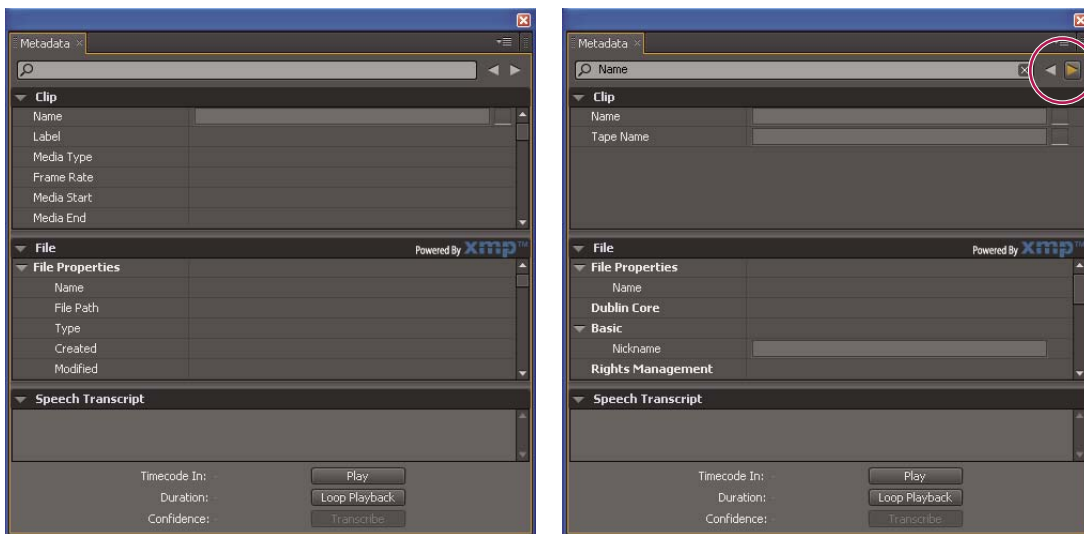 Metadata
Clip
Name
Label
Media Type
Frame Rate
Media Start
Media End
File
Powered By xmp™
File Properties
Name
File Path
Type
Created
Modified
Speech Transcript
Timecode In: -
Play
Duration: -
Loop Playback
Confidence: -
Transcribe
Metadata
Name
Clip
Name
Tape Name
File
Powered By xmp™
File Properties
Name
Dublin Core
Basic
Nickname
Rights Management
Speech Transcript
Timecode In: -
Play
Duration: -
Loop Playback
Confidence: -
Transcribe